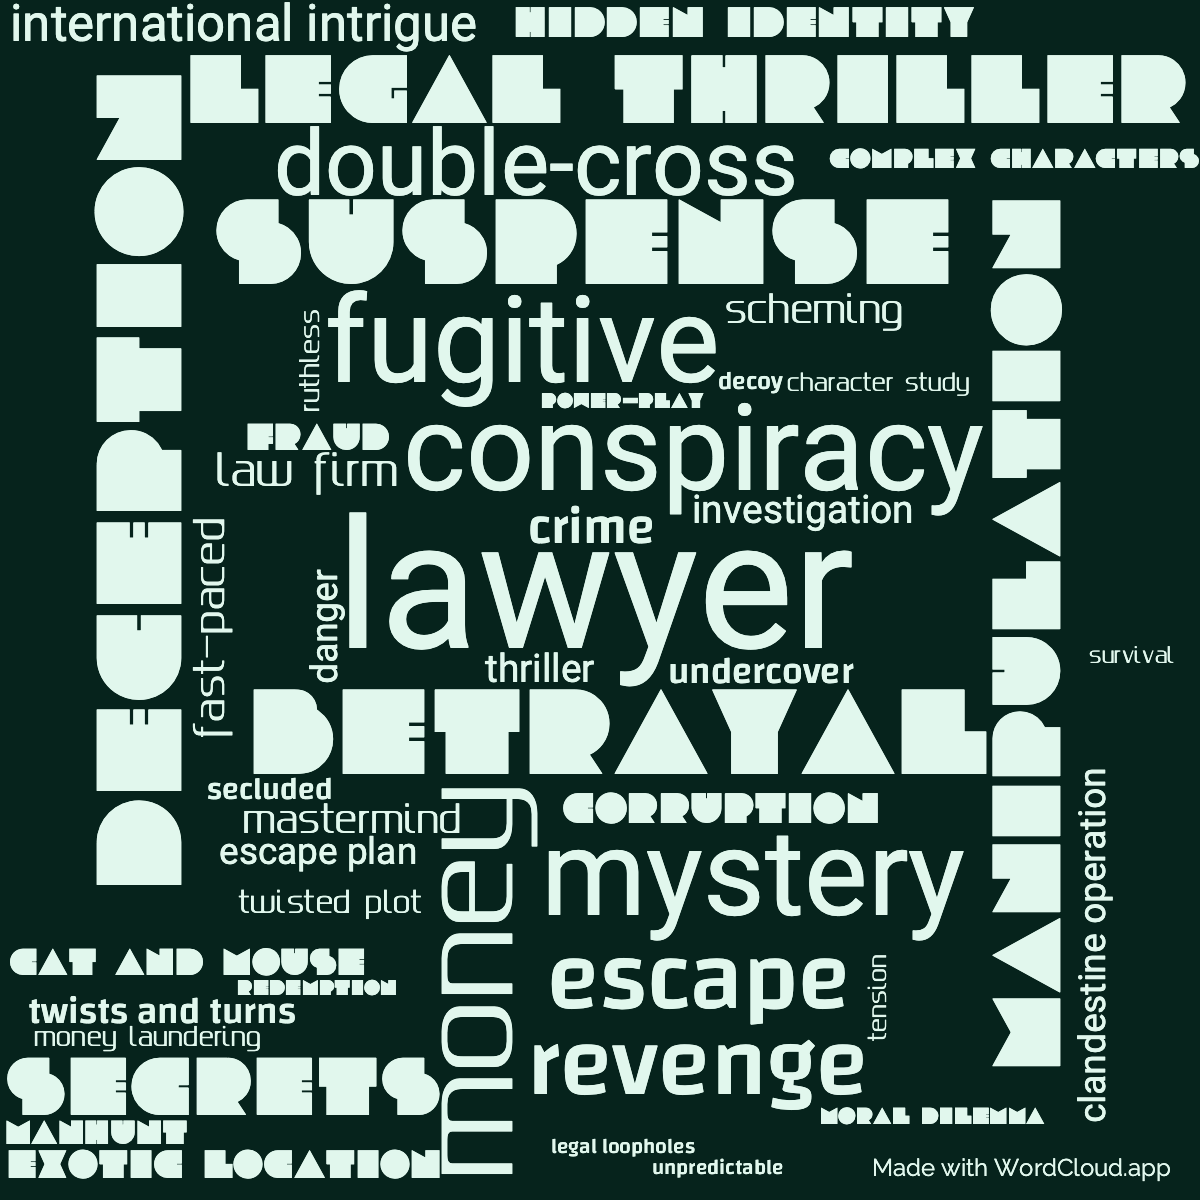 international intrigue
HIDDEN IDENTITY
LEGAL THRILLER
DECEPTION
double-cross
COMPLEX CHARACTERS
SUSPENSE
MANIPULATION
ruthless
fugitive
scheming
decoy
character study
POWER-PLAY
FRAUD
conspiracy
law firm
investigation
crime
fast-paced
lawyer
danger
thriller
undercover
survival
BETRAYAL
secluded
mastermind
money
CORRUPTION
escape plan
mystery
clandestine operation
twisted plot
CAT AND MOUSE
escape
tension
REDEMPTION
twists and turns
money laundering
revenge
SECRETS
MORAL DILEMMA
MANHUNT
legal loopholes
EXOTIC LOCATION
unpredictable
Made with WordCloud.app